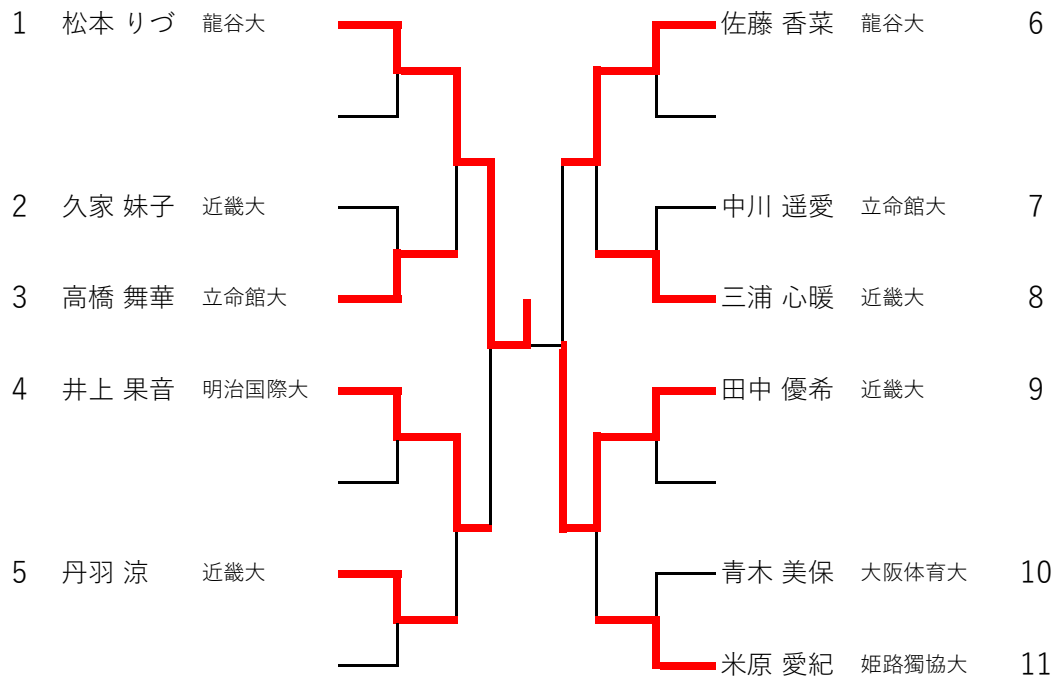 1 松本 りづ 龍谷大
2 久家 妹子 近畿大
3 高橋 舞華 立命館大
4 井上 果音 明治国際大
5 丹羽 涼 近畿大
佐藤 香菜 龍谷大 6
中川 遥愛 立命館大 7
三浦 心暖 近畿大 8
田中 優希 近畿大 9
青木 美保 大阪体育大 10
米原 愛紀 姫路獨協大 11